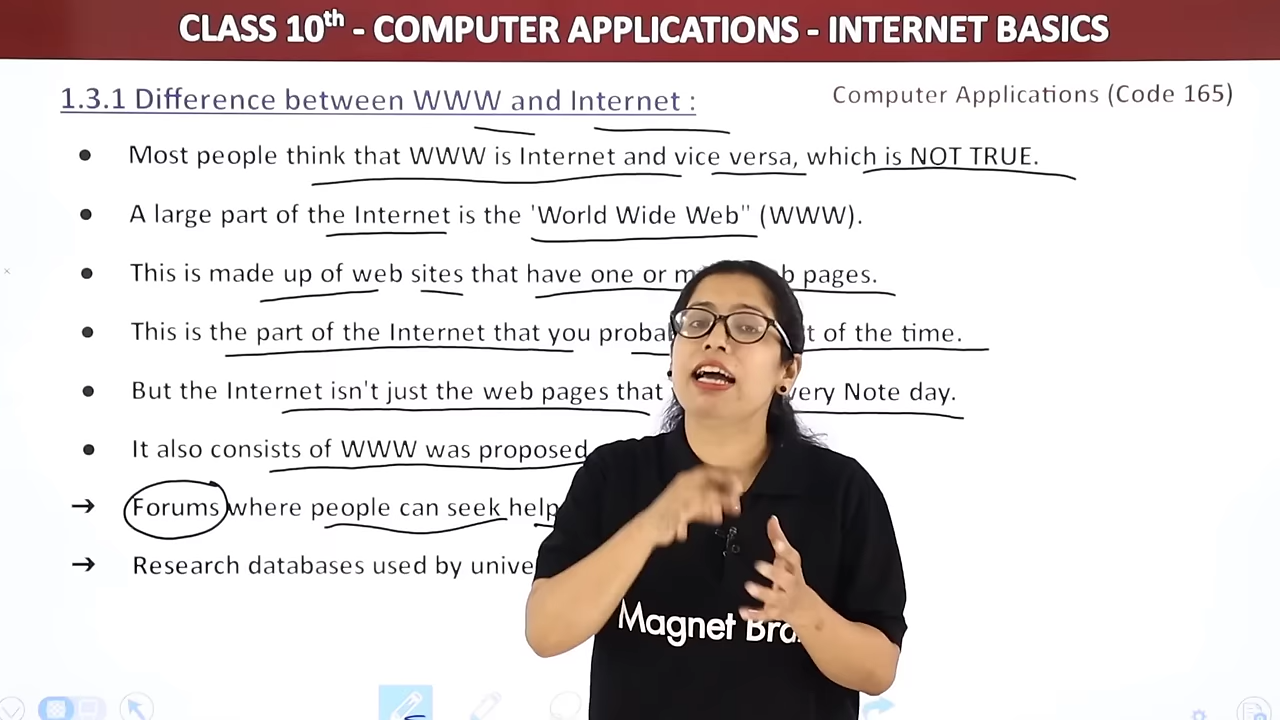 CLASS 10th - COMPUTER APPLICATIONS - INTERNET BASICS
1.3.1 Difference between WWW and Internet :
Computer Applications (Code 165)
Most people think that WWW is Internet and vice versa, which is NOT TRUE.
A large part of the Internet is the 'World Wide Web" (WWW).
This is made up of web sites that have one or pages.
This is the part of the Internet that you of the time.
But the Internet isn't just the web pages that Note day.
It also consists of WWW was proposed
→ Forums where people can seek help
→ Research databases used by
Magnet